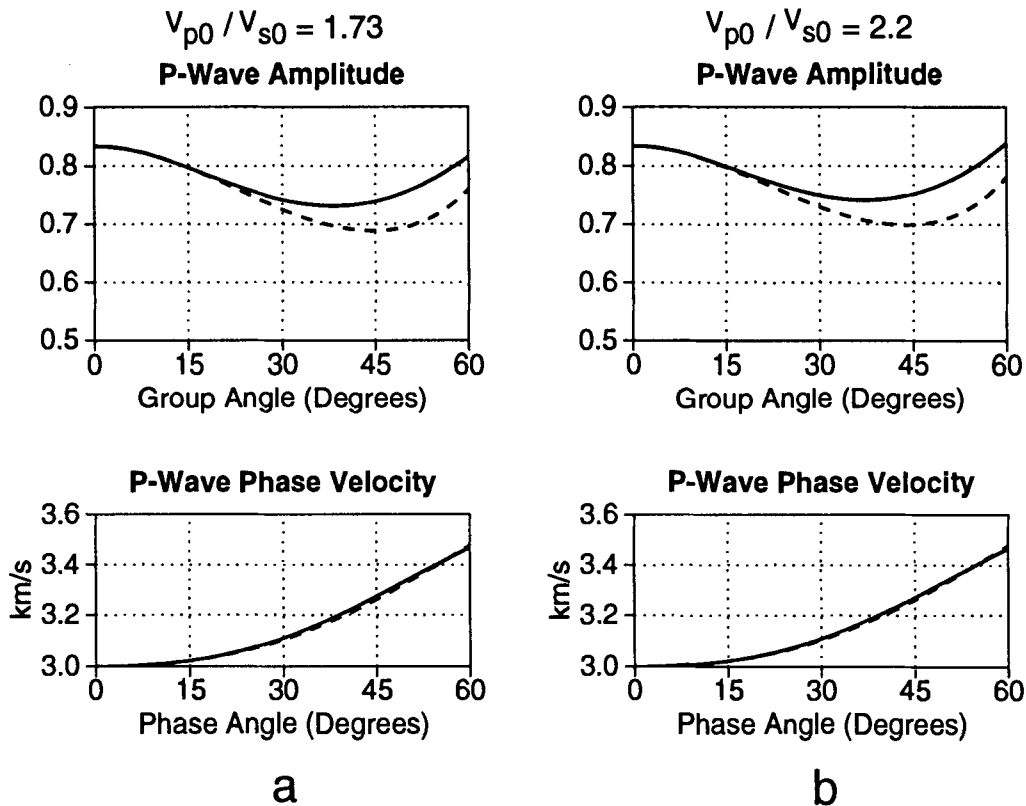 Vp0 / Vs0 = 1.73
P-Wave Amplitude
0.9
0.8
0.7
0.6
0.5
0 15 30 45 60
Group Angle (Degrees)
P-Wave Phase Velocity
3.6
3.4
3.2
3.0
km/s
0 15 30 45 60
Phase Angle (Degrees)
a
Vp0 / Vs0 = 2.2
P-Wave Amplitude
0.9
0.8
0.7
0.6
0.5
0 15 30 45 60
Group Angle (Degrees)
P-Wave Phase Velocity
3.6
3.4
3.2
3.0
km/s
0 15 30 45 60
Phase Angle (Degrees)
b